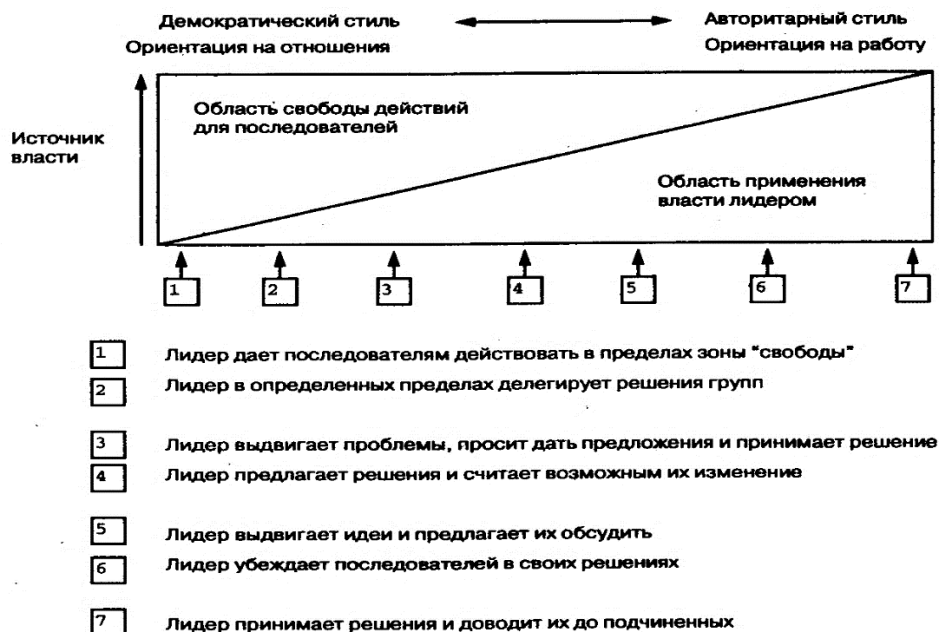 Демократический стиль
Авторитарный стиль
Ориентация на отношения
Ориентация на работу
Источник
власти
Область свободы действий
для последователей
Область применения
власти лидером
1
2
3
4
5
6
7
1 Лидер дает последователям действовать в пределах зоны "свободы"
2 Лидер в определенных пределах делегирует решения групп
3 Лидер выдвигает проблемы, просит дать предложения и принимает решение
4 Лидер предлагает решения и считает возможным их изменение
5 Лидер выдвигает идеи и предлагает их обсудить
6 Лидер убеждает последователей в своих решениях
7 Лидер принимает решения и доводит их до подчиненных